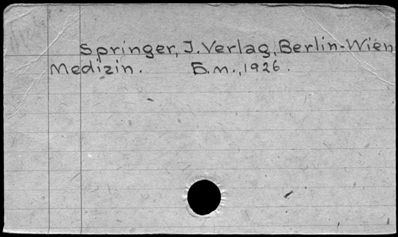 Springer, J. Verlag, Berlin-Wien
Medizin. Б.м., 1926.